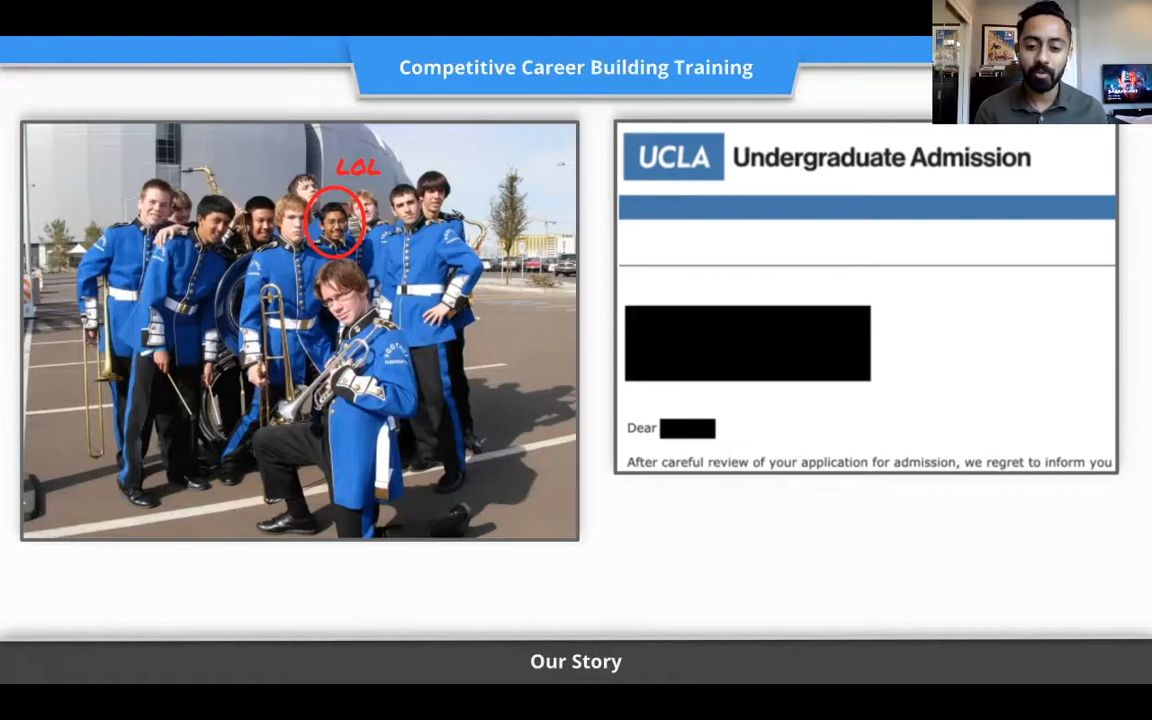 Competitive Career Building Training
LOL
UCLA Undergraduate Admission
Dear
After careful review of your application for admission, we regret to inform you
Our Story